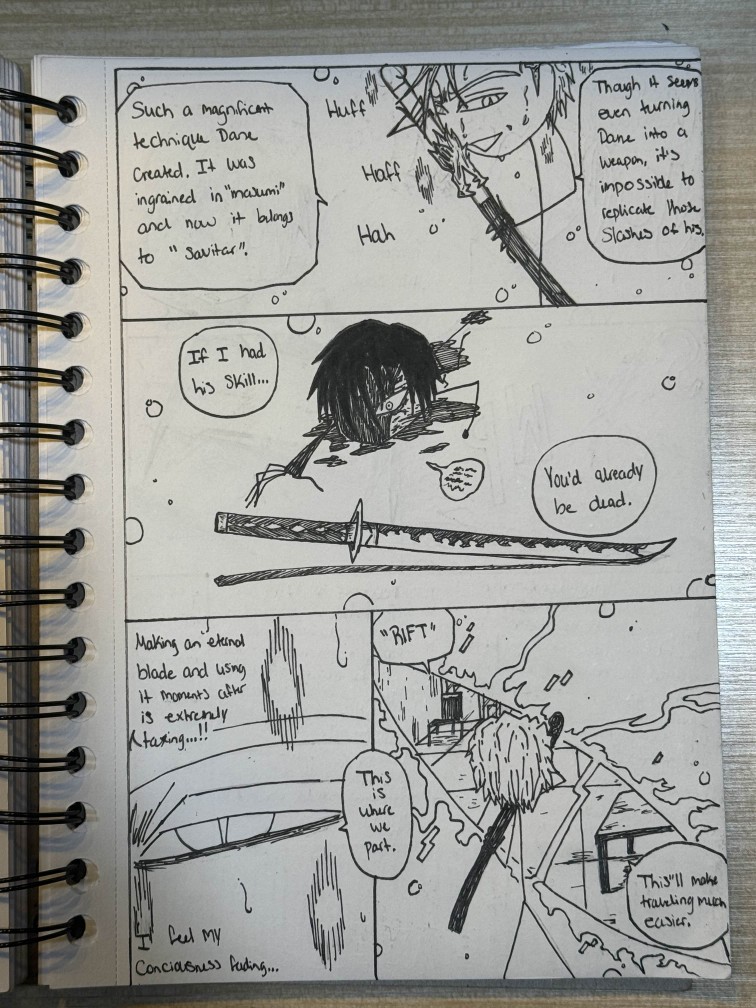 Such a magnificent
technique Dane
created. It was
ingrained in "masumi"
and now it belongs
to "Savitar".
Huff
Haff
Hah
Though it seems
even turning
Dane into a
weapon, it's
impossible to
replicate those
Slashes of his.
If I had
his skill...
You'd already
be dead.
Making an eternal
blade and using
it moments after
is extremely
taxing...!!
I feel my
Conciousness fading...
This
is
where
we
part.
"RIFT"
This'll make
traveling much
easier.